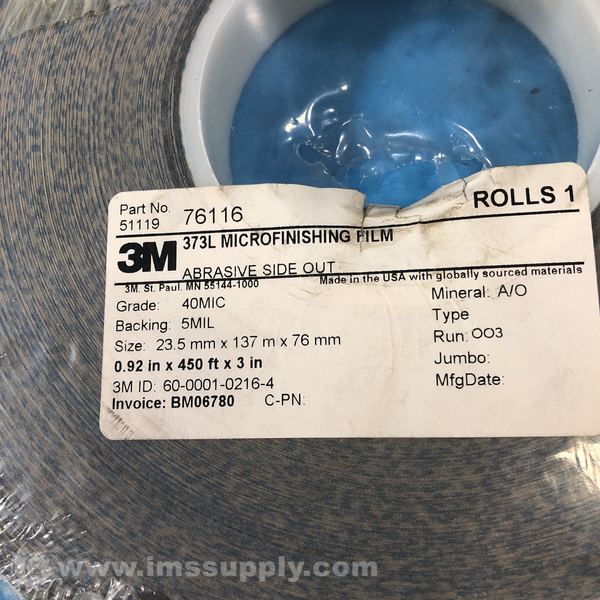 Part No. 76116
51119
ROLLS 1
3M
373L MICROFINISHING FILM
ABRASIVE SIDE OUT
3M. St. Paul. MN 55144-1000
Made in the USA with globally sourced materials
Grade: 40MIC
Backing: 5MIL
Size: 23.5 mm x 137 m x 76 mm
0.92 in x 450 ft x 3 in
3M ID: 60-0001-0216-4
Invoice: BM06780 C-PN:
Mineral: A/O
Type
Run: 003
Jumbo:
MfgDate:
© www.imssupply.com